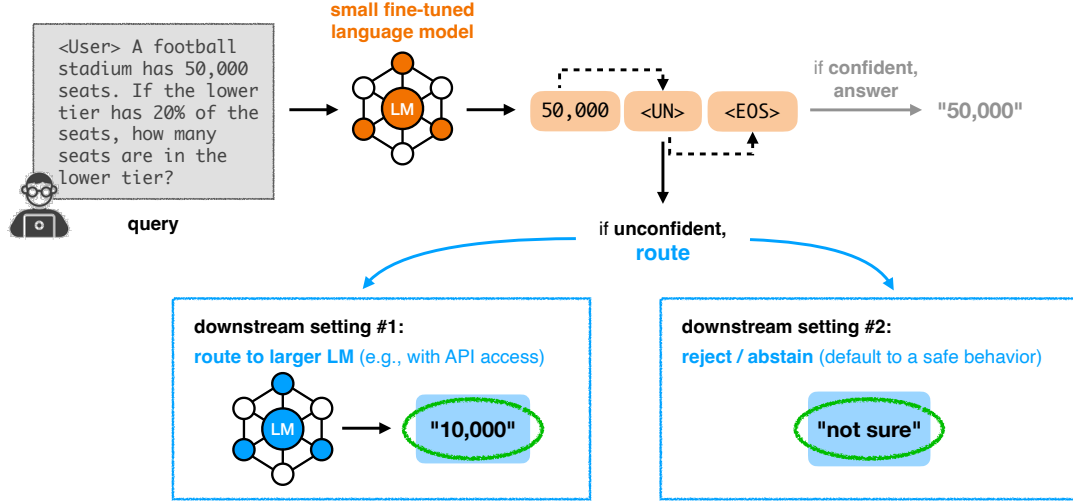 small fine-tuned
language model
<User> A football
stadium has 50,000
seats. If the lower
tier has 20% of the
seats, how many
seats are in the
lower tier?
query
LM
50,000
<UN>
<EOS>
if confident,
answer
"50,000"
if unconfident,
route
downstream setting #1:
route to larger LM (e.g., with API access)
LM
"10,000"
downstream setting #2:
reject / abstain (default to a safe behavior)
"not sure"